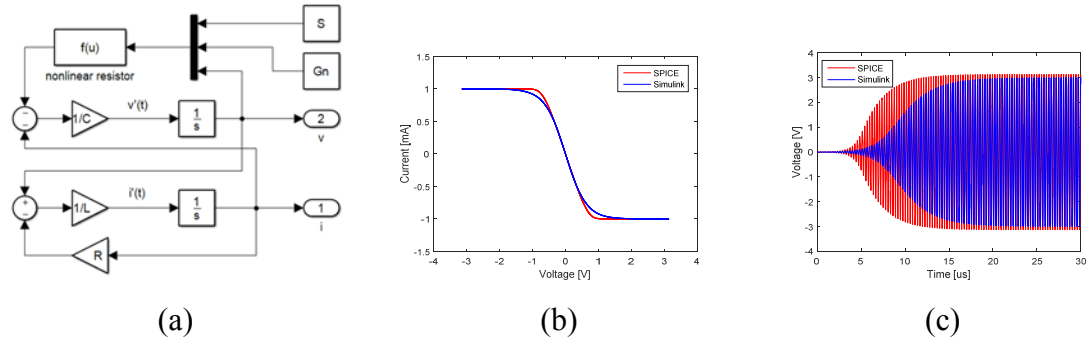 S
Gn
f(u)
nonlinear resistor
−
−
1/C
v'(t)
1
s
2
v
+
−
1/L
i'(t)
1
s
1
i
R
(a)
1.5
1
0.5
0
-0.5
-1
-1.5
Current [mA]
SPICE
Simulink
-4 -3 -2 -1 0 1 2 3 4
Voltage [V]
(b)
4
3
2
1
0
-1
-2
-3
-4
Voltage [V]
SPICE
Simulink
0 5 10 15 20 25 30
Time [us]
(c)